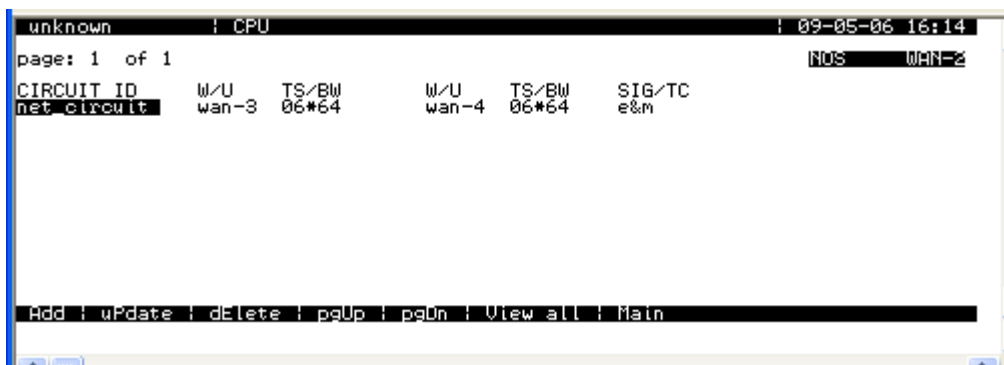 unknown ¦ CPU ¦ 09-05-06 16:14
page: 1 of 1 NOS WAN-2
CIRCUIT ID W/U TS/BW W/U TS/BW SIG/TC
net_circuit wan-3 06*64 wan-4 06*64 e&m
Add ¦ uPdate ¦ dElete ¦ pgUp ¦ pgDn ¦ View all ¦ Main